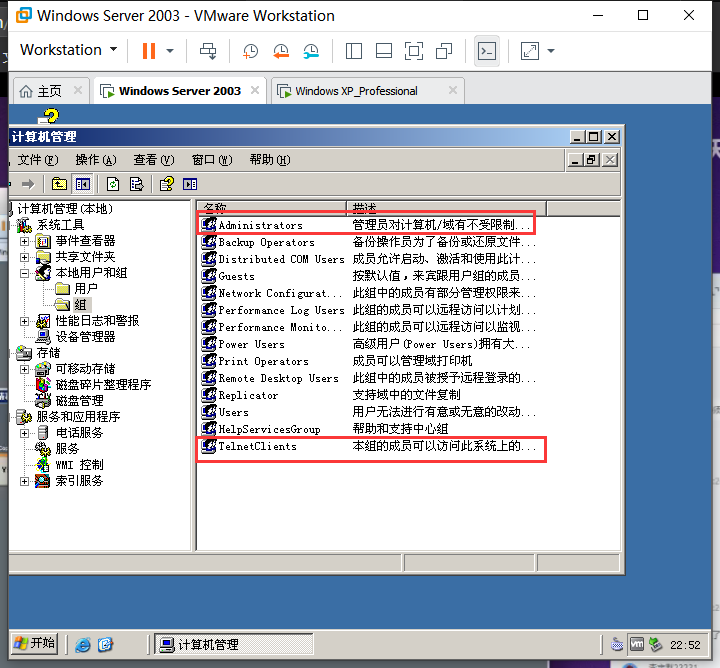 Windows Server 2003 - VMware Workstation
Workstation
主页
Windows Server 2003
Windows XP_Professional
计算机管理
文件(F) 操作(A) 查看(V) 窗口(W) 帮助(H)
计算机管理(本地)
系统工具
事件查看器
共享文件夹
本地用户和组
用户
组
性能日志和警报
设备管理器
存储
可移动存储
磁盘碎片整理程序
磁盘管理
服务和应用程序
电话服务
服务
WMI 控制
索引服务
名称 描述
Administrators 管理员对计算机/域有不受限制...
Backup Operators 备份操作员为了备份或还原文件...
Distributed COM Users 成员允许启动、激活和使用此计...
Guests 按默认值，来宾跟用户组的成员...
Network Configurat... 此组中的成员有部分管理权限来...
Performance Log Users 此组的成员可以远程访问以计划...
Performance Monito... 此组的成员可以远程访问以监视...
Power Users 高级用户(Power Users)拥有大...
Print Operators 成员可以管理域打印机
Remote Desktop Users 此组中的成员被授予远程登录的...
Replicator 支持域中的文件复制
Users 用户无法进行有意或无意的改动...
HelpServicesGroup 帮助和支持中心组
TelnetClients 本组的成员可以访问此系统上的...
开始
计算机管理
22:52